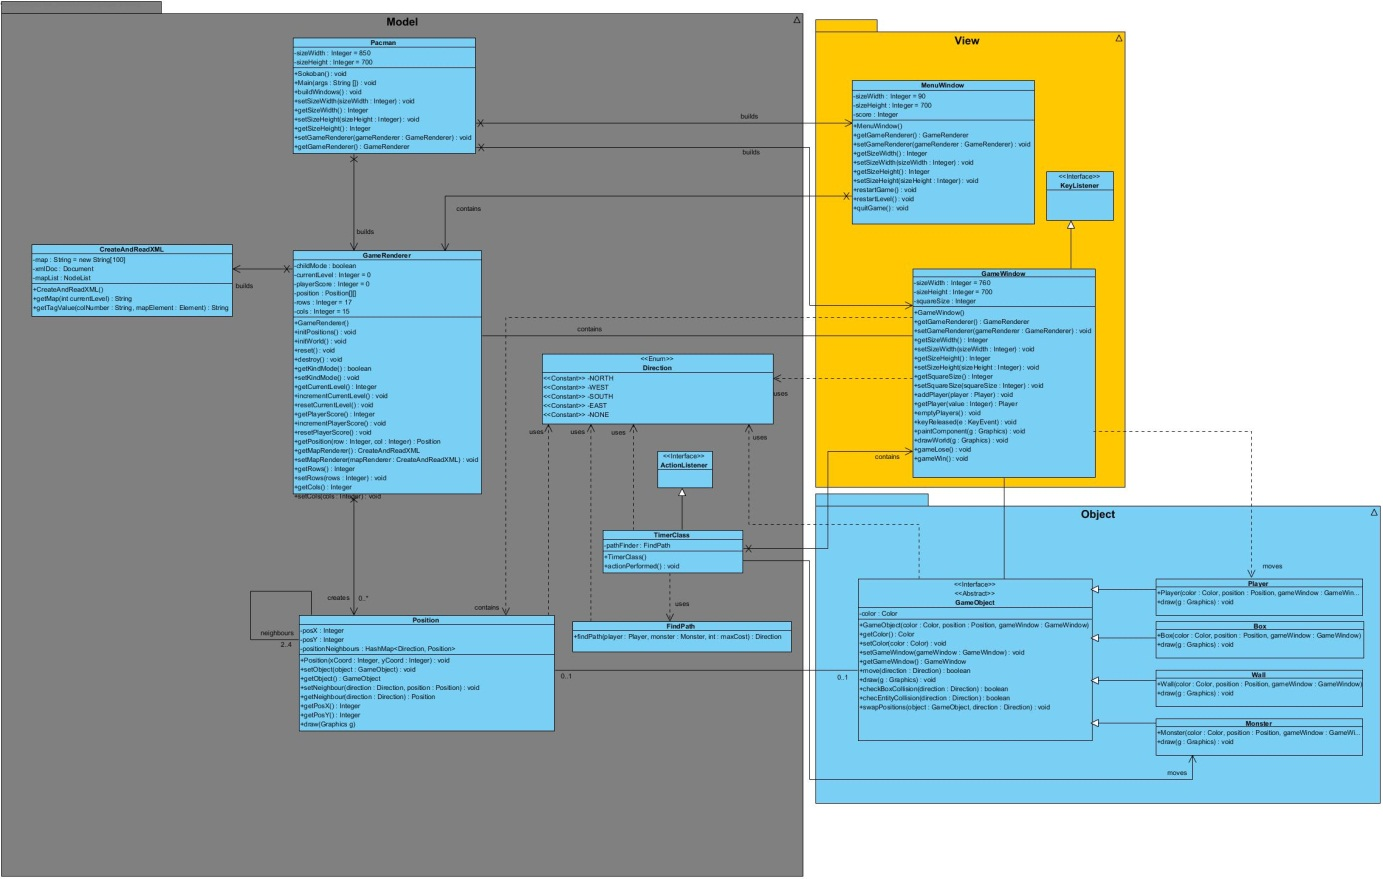 Model
Pacman
-sizeWidth : Integer = 850
-sizeHeight : Integer = 700
+Sokoban() : void
+Main(args : String []) : void
+buildWindows() : void
+setSizeWidth(sizeWidth : Integer) : void
+getSizeWidth() : Integer
+setSizeHeight(sizeHeight : Integer) : void
+getSizeHeight() : Integer
+setGameRenderer(gameRenderer : GameRenderer) : void
+getGameRenderer() : GameRenderer
builds
builds
contains
builds
CreateAndReadXML
-map : String = new String[100]
-xmlDoc : Document
-mapList : NodeList
+CreateAndReadXML()
+getMap(int currentLevel) : String
+getTagValue(colNumber : String, mapElement : Element) : String
builds
GameRenderer
-childMode : boolean
-currentLevel : Integer = 0
-playerScore : Integer = 0
-position : Position[][]
-rows : Integer = 17
-cols : Integer = 15
+GameRenderer()
+initPositions() : void
+initWorld() : void
+reset() : void
+destroy() : void
+getKindMode() : boolean
+setKindMode() : void
+getCurrentLevel() : Integer
+incrementCurrentLevel() : void
+resetCurrentLevel() : void
+getPlayerScore() : Integer
+incrementPlayerScore() : void
+resetPlayerScore() : void
+getPosition(row : Integer, col : Integer) : Position
+getMapRenderer() : CreateAndReadXML
+setMapRenderer(mapRenderer : CreateAndReadXML) : void
+getRows() : Integer
+setRows(rows : Integer) : void
+getCols() : Integer
+setCols(cols : Integer) : void
contains
<<Enum>>
Direction
<<Constant>> -NORTH
<<Constant>> -WEST
<<Constant>> -SOUTH
<<Constant>> -EAST
<<Constant>> -NONE
uses
uses
uses
uses
uses
<<Interface>>
ActionListener
TimerClass
-pathFinder : FindPath
+TimerClass()
+actionPerformed() : void
contains
uses
FindPath
+findPath(player : Player, monster : Monster, int : maxCost) : Direction
creates
0..*
neighbours
2..4
contains
Position
-posX : Integer
-posY : Integer
-positionNeighbours : HashMap<Direction, Position>
+Position(xCoord : Integer, yCoord : Integer) : void
+setObject(object : GameObject) : void
+getObject() : GameObject
+setNeighbour(direction : Direction, position : Position) : void
+getNeighbour(direction : Direction) : Position
+getPosX() : Integer
+getPosY() : Integer
+draw(Graphics g)
0..1
0..1
View
MenuWindow
-sizeWidth : Integer = 90
-sizeHeight : Integer = 700
-score : Integer
+MenuWindow()
+getGameRenderer() : GameRenderer
+setGameRenderer(gameRenderer : GameRenderer) : void
+getSizeWidth() : Integer
+setSizeWidth(sizeWidth : Integer) : void
+getSizeHeight() : Integer
+setSizeHeight(sizeHeight : Integer) : void
+restartGame() : void
+restartLevel() : void
+quitGame() : void
<<Interface>>
KeyListener
GameWindow
-sizeWidth : Integer = 760
-sizeHeight : Integer = 700
-squareSize : Integer
+GameWindow()
+getGameRenderer() : GameRenderer
+setGameRenderer(gameRenderer : GameRenderer) : void
+getSizeWidth() : Integer
+setSizeWidth(sizeWidth : Integer) : void
+getSizeHeight() : Integer
+setSizeHeight(sizeHeight : Integer) : void
+getSquareSize() : Integer
+setSquareSize(squareSize : Integer) : void
+addPlayer(player : Player) : void
+getPlayer(value : Integer) : Player
+emptyPlayers() : void
+keyReleased(e : KeyEvent) : void
+paintComponent(g : Graphics) : void
+drawWorld(g : Graphics) : void
+gameLose() : void
+gameWin() : void
Object
moves
<<Interface>>
<<Abstract>>
GameObject
-color : Color
+GameObject(color : Color, position : Position, gameWindow : GameWindow)
+getColor() : Color
+setColor(color : Color) : void
+setGameWindow(gameWindow : GameWindow) : void
+getGameWindow() : GameWindow
+move(direction : Direction) : boolean
+draw(g : Graphics) : void
+checkBoxCollision(direction : Direction) : boolean
+checEntityCollision(direction : Direction) : boolean
+swapPositions(object : GameObject, direction : Direction) : void
Player
+Player(color : Color, position : Position, gameWindow : GameWin...
+draw(g : Graphics) : void
Box
+Box(color : Color, position : Position, gameWindow : GameWindow)
+draw(g : Graphics) : void
Wall
+Wall(color : Color, position : Position, gameWindow : GameWindow)
+draw(g : Graphics) : void
Monster
+Monster(color : Color, position : Position, gameWindow : GameWi...
+draw(g : Graphics) : void
moves